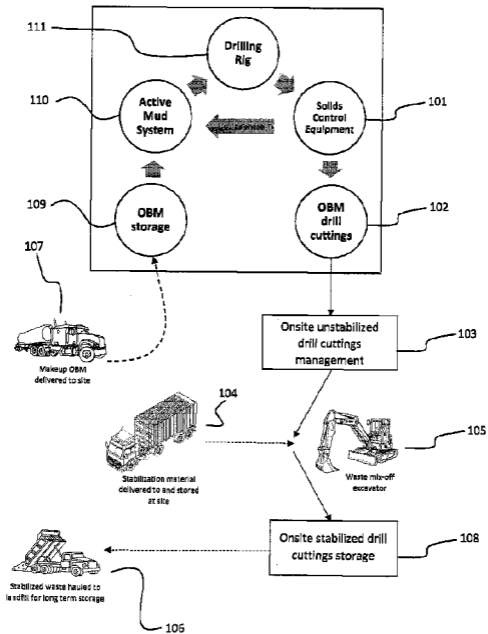 111
Drilling
Rig
110
Active
Mud
System
Solids
Control
Equipment
101
109
OBM
storage
OBM
drill
cuttings
102
107
Makeup OBM
delivered to site
Onsite unstabilized
drill cuttings
management
103
104
Stabilization material
delivered to and stored
at site
105
Waste mix-off
excavator
Onsite stabilized drill
cuttings storage
108
Stabilized waste hauled to
landfill for long term storage
106